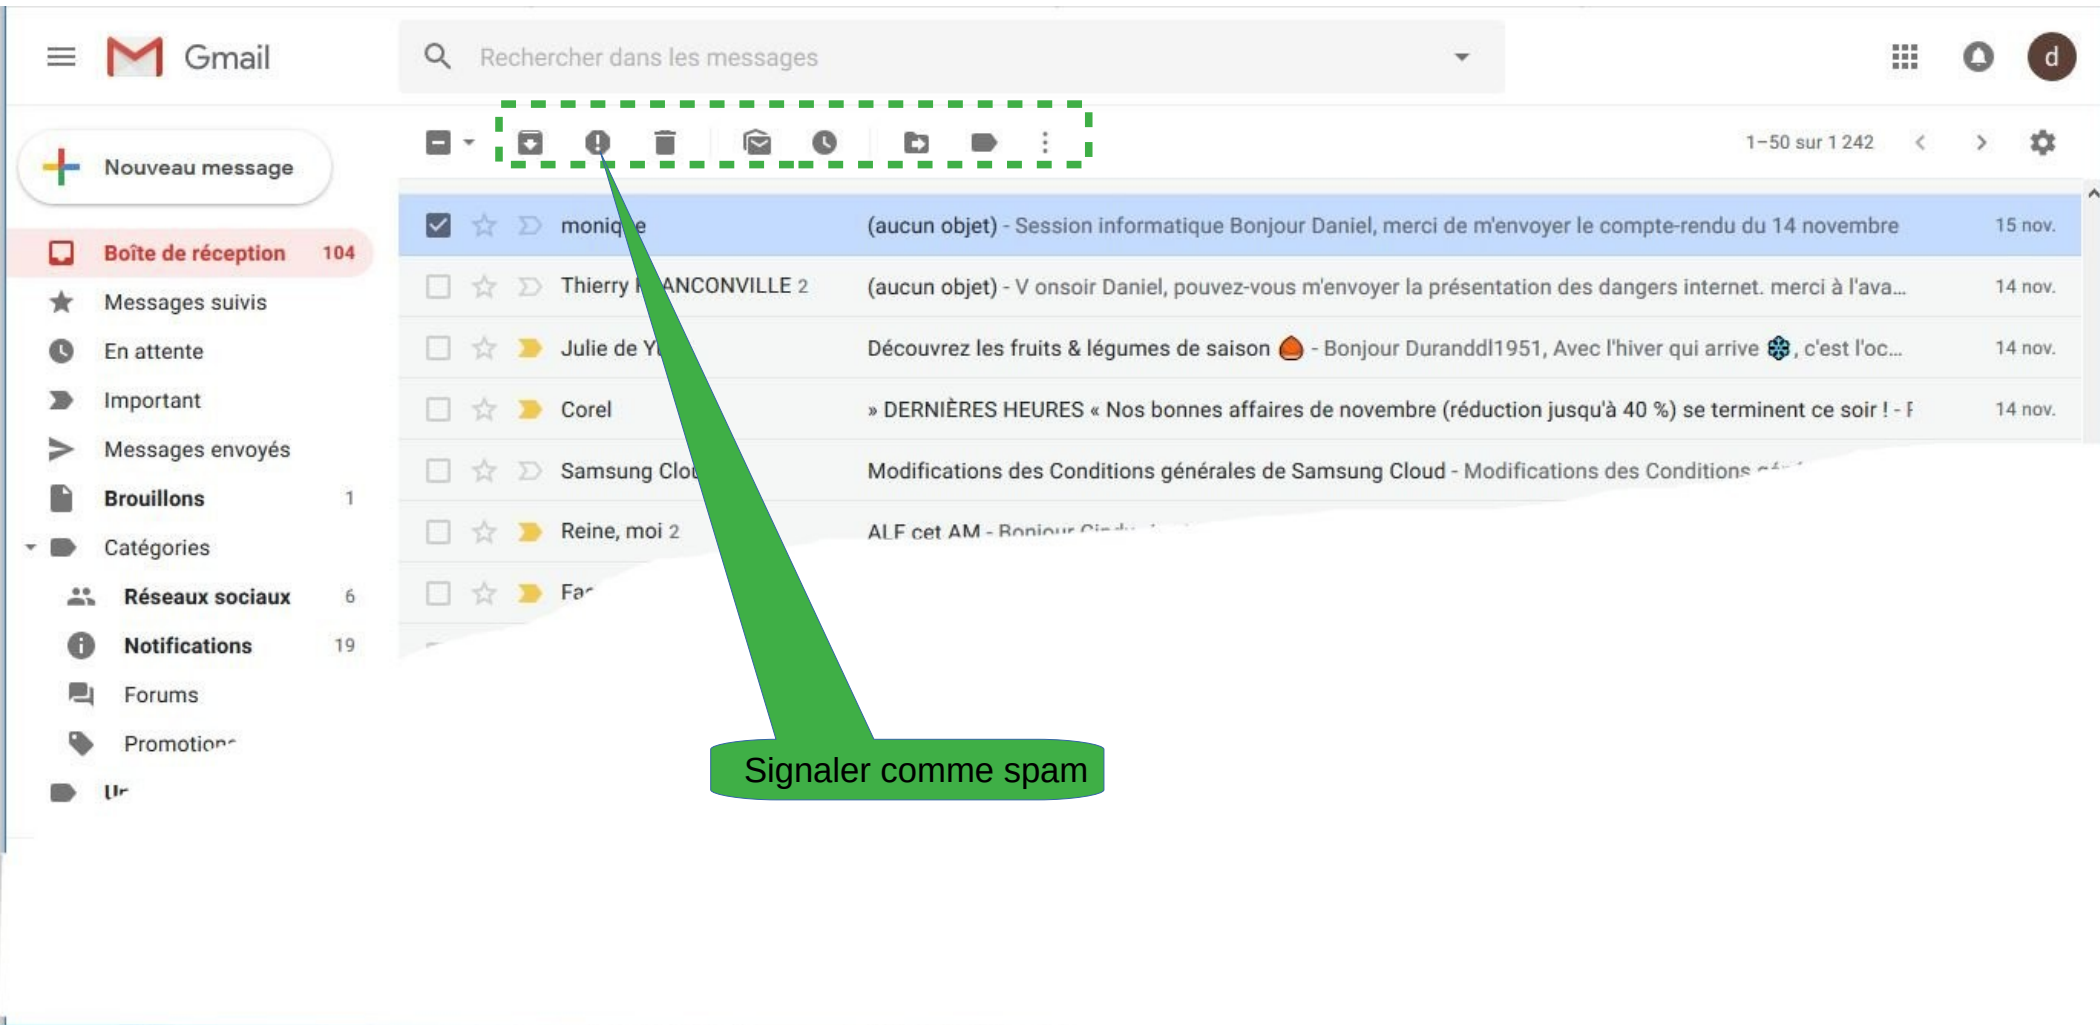 Gmail
Rechercher dans les messages
d
Nouveau message
1–50 sur 1 242
Boîte de réception 104
Messages suivis
En attente
Important
Messages envoyés
Brouillons 1
Catégories
Réseaux sociaux 6
Notifications 19
Forums
monique (aucun objet) - Session informatique Bonjour Daniel, merci de m'envoyer le compte-rendu du 14 novembre 15 nov.
Thierry 2 (aucun objet) - V onsoir Daniel, pouvez-vous m'envoyer la présentation des dangers internet. merci à l'ava... 14 nov.
Julie de Découvrez les fruits & légumes de saison - Bonjour Duranddl1951, Avec l'hiver qui arrive , c'est l'oc... 14 nov.
Corel » DERNIÈRES HEURES « Nos bonnes affaires de novembre (réduction jusqu'à 40 %) se terminent ce soir ! - 14 nov.
Samsung Modifications des Conditions générales de Samsung Cloud - Modifications des Conditions
Reine, moi 2 ALF cet AM - Bonjour
Signaler comme spam